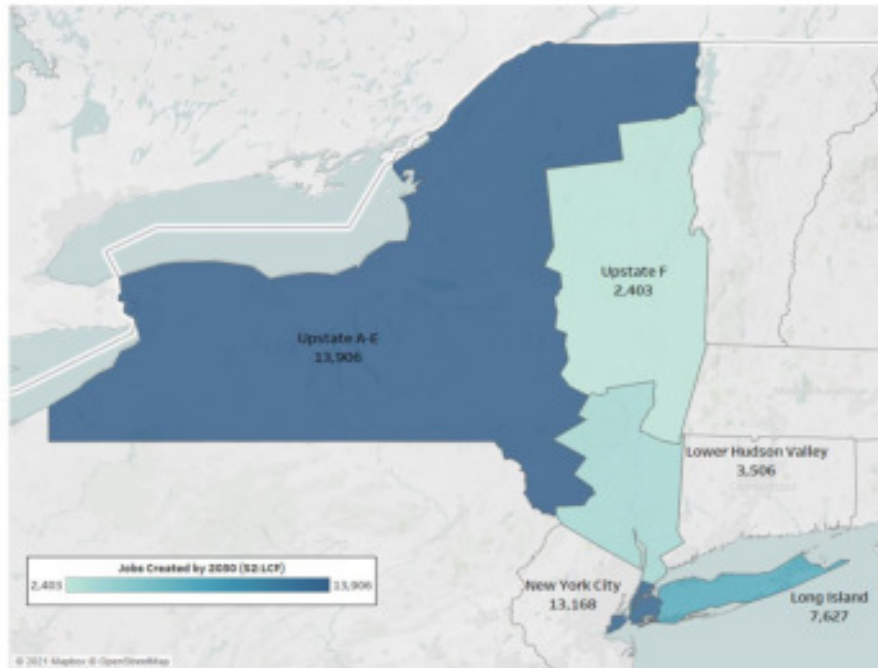 Upstate F
2,403
Upstate A-E
13,906
Lower Hudson Valley
3,506
Jobs Created by 2030 (S2:LCF)
2,403
13,906
New York City
13,168
Long Island
7,627
© 2021 Mapbox © OpenStreetMap